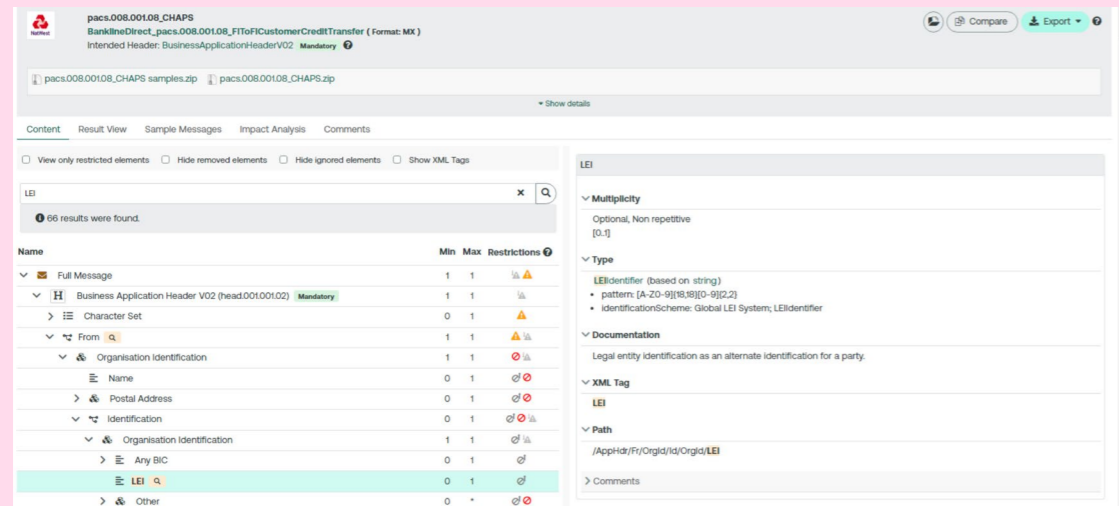 NatWest
pacs.008.001.08_CHAPS
BanklineDirect_pacs.008.001.08_FIToFICustomerCreditTransfer ( Format: MX )
Intended Header: BusinessApplicationHeaderV02 Mandatory
Compare
Export
pacs.008.001.08_CHAPS samples.zip pacs.008.001.08_CHAPS.zip
Show details
Content Result View Sample Messages Impact Analysis Comments
View only restricted elements Hide removed elements Hide ignored elements Show XML Tags
LEI
66 results were found.
Name Min Max Restrictions
Full Message 1 1
H Business Application Header V02 (head.001.001.02) Mandatory 1 1
Character Set 0 1
From 1 1
Organisation Identification 1 1
Name 0 1
Postal Address 0 1
Identification 0 1
Organisation Identification 1 1
Any BIC 0 1
LEI 0 1
Other 0 *
LEI
Multiplicity
Optional, Non repetitive
[0..1]
Type
LEIIdentifier (based on string)
• pattern: [A-Z0-9]{18,18}[0-9]{2,2}
• identificationScheme: Global LEI System; LEIIdentifier
Documentation
Legal entity identification as an alternate identification for a party.
XML Tag
LEI
Path
/AppHdr/Fr/OrgId/Id/OrgId/LEI
Comments